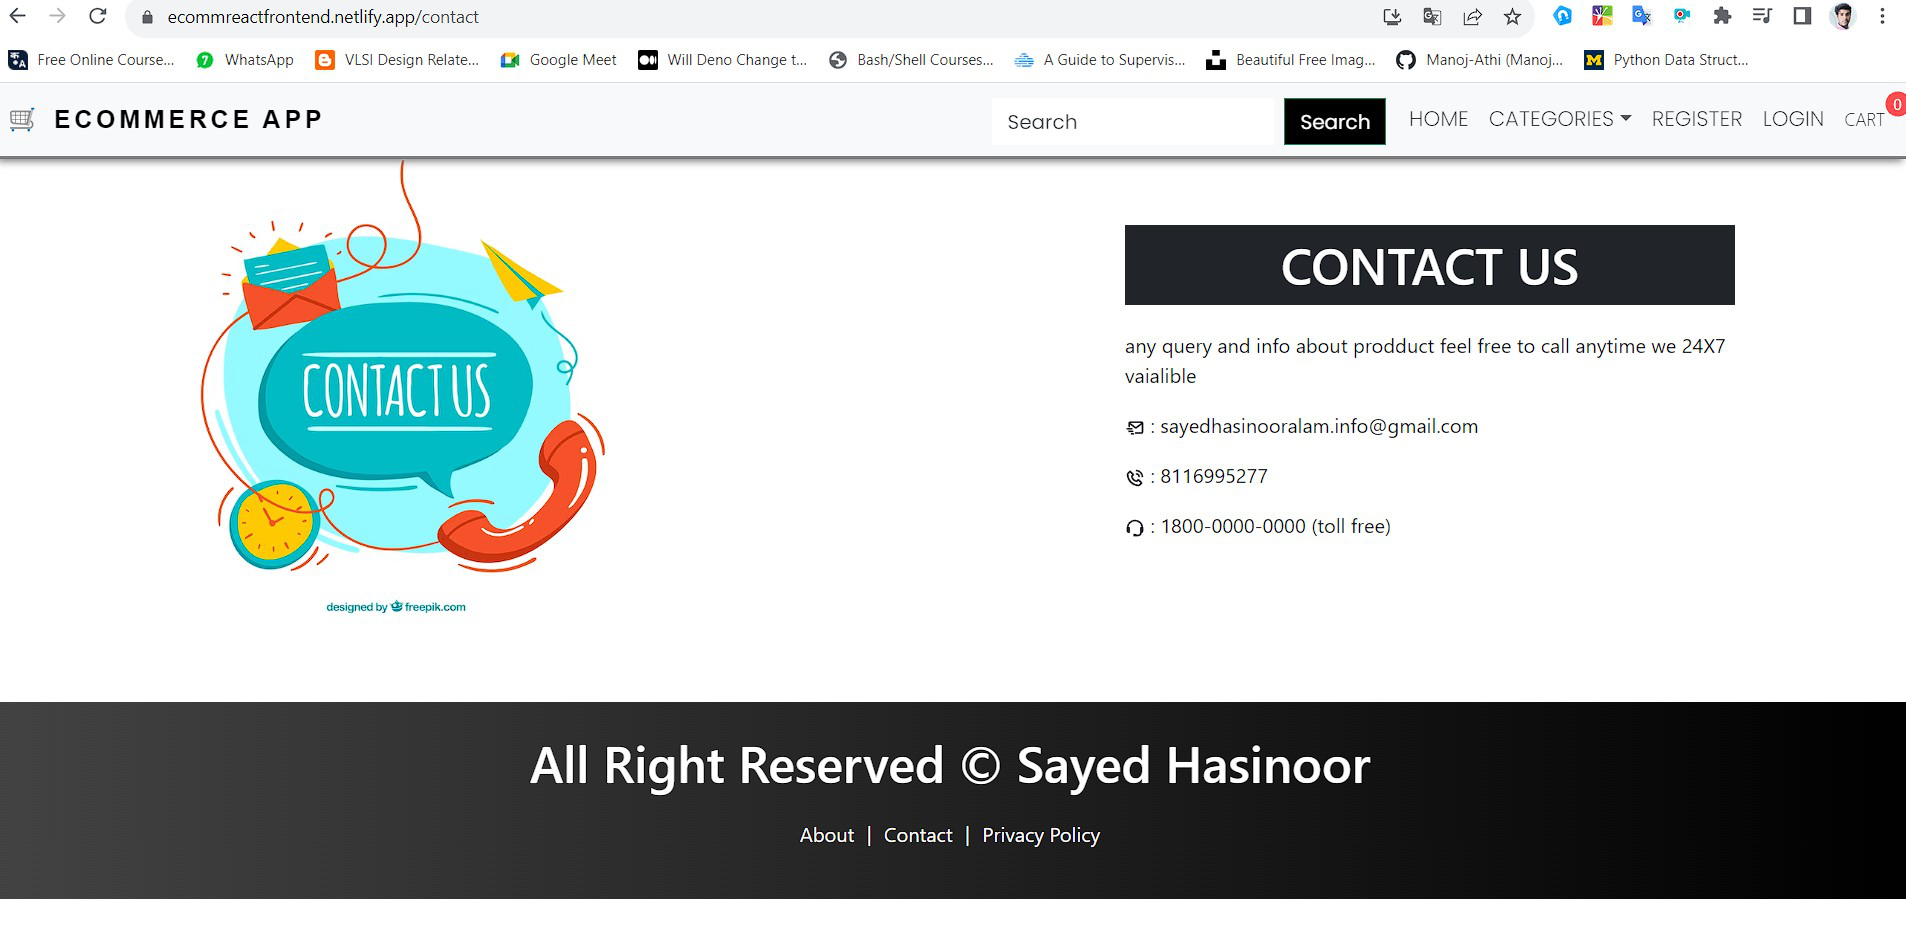 ecommreactfrontend.netlify.app/contact
Free Online Course... WhatsApp VLSI Design Relate... Google Meet Will Deno Change t... Bash/Shell Courses... A Guide to Supervis... Beautiful Free Imag... Manoj-Athi (Manoj... Python Data Struct...
ECOMMERCE APP Search Search HOME CATEGORIES REGISTER LOGIN CART 0
CONTACT US
designed by freepik.com
CONTACT US
any query and info about prodduct feel free to call anytime we 24X7
vaialible
: sayedhasinooralam.info@gmail.com
: 8116995277
: 1800-0000-0000 (toll free)
All Right Reserved © Sayed Hasinoor
About | Contact | Privacy Policy